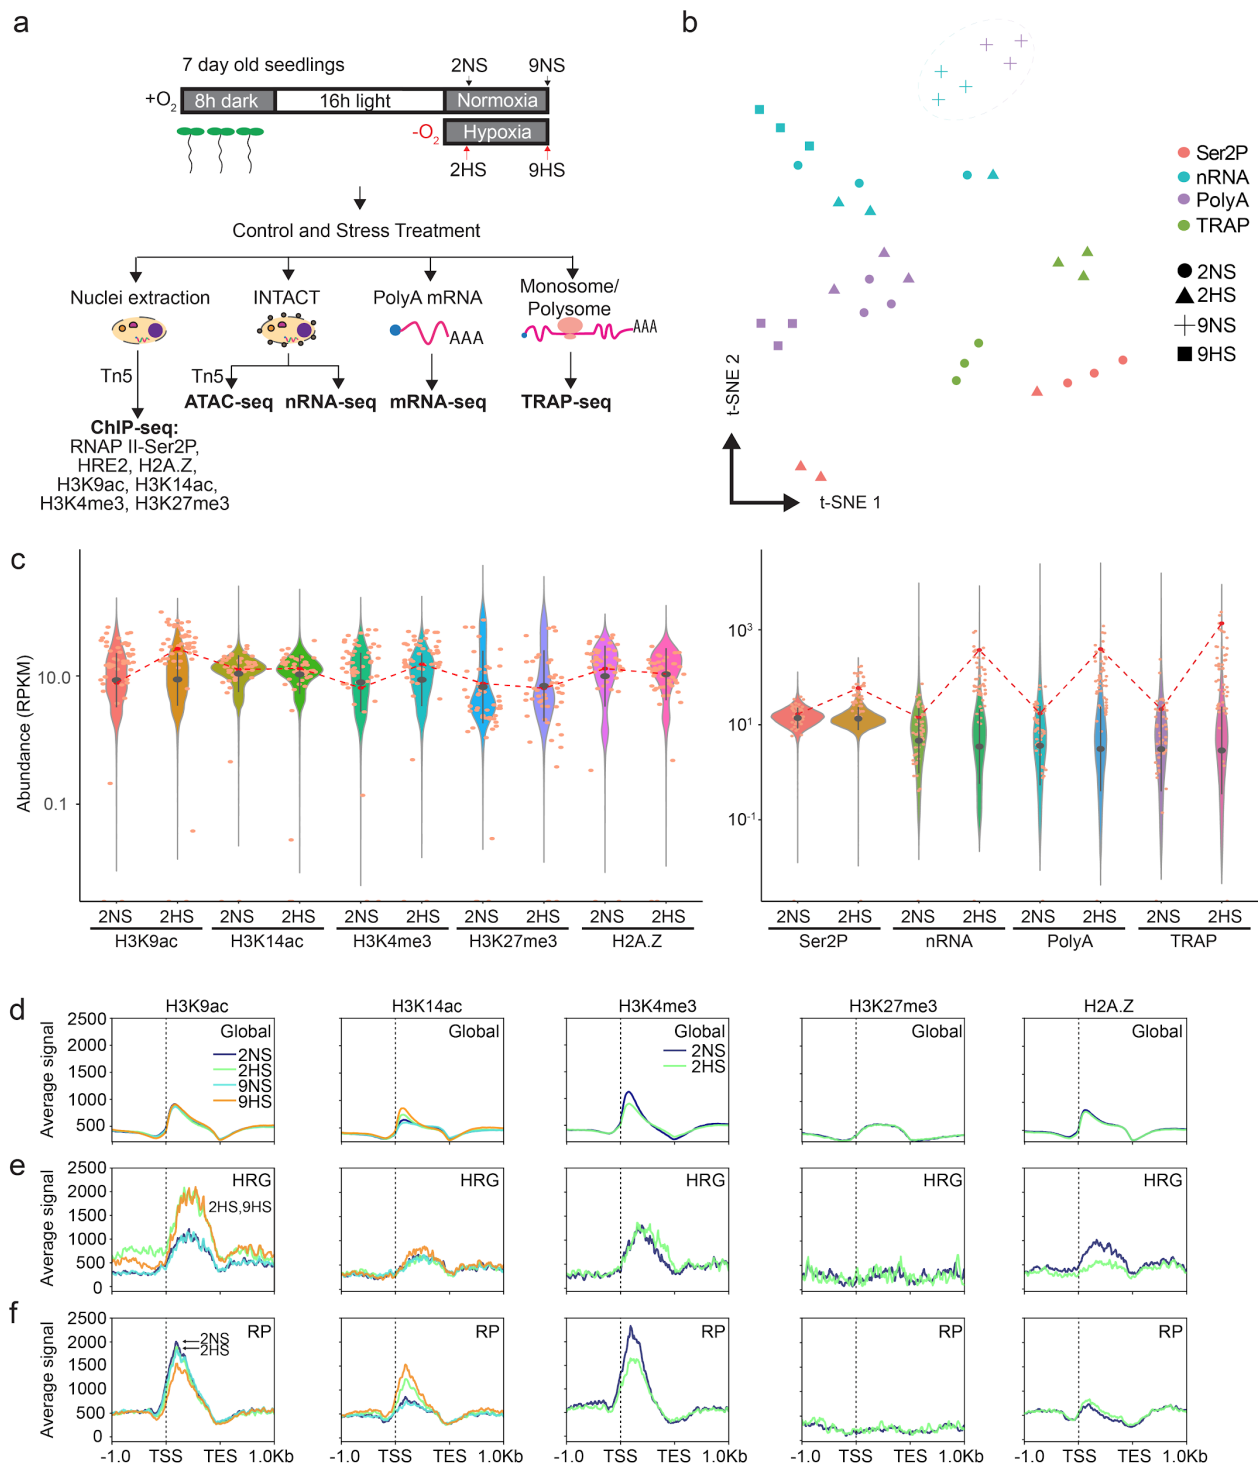 a
7 day old seedlings
2NS
9NS
+O2
8h dark
16h light
Normoxia
-O2
Hypoxia
2HS
9HS
Control and Stress Treatment
Nuclei extraction
INTACT
PolyA mRNA
Monosome/
Polysome
AAA
AAA
Tn5
Tn5
ATAC-seq
nRNA-seq
mRNA-seq
TRAP-seq
ChIP-seq:
RNAP II-Ser2P,
HRE2, H2A.Z,
H3K9ac, H3K14ac,
H3K4me3, H3K27me3
b
Ser2P
nRNA
PolyA
TRAP
2NS
2HS
9NS
9HS
t-SNE 2
t-SNE 1
c
Abundance (RPKM)
10.0
0.1
2NS 2HS 2NS 2HS 2NS 2HS 2NS 2HS 2NS 2HS
H3K9ac H3K14ac H3K4me3 H3K27me3 H2A.Z
10^3
10^1
10^-1
2NS 2HS 2NS 2HS 2NS 2HS 2NS 2HS
Ser2P nRNA PolyA TRAP
d
H3K9ac H3K14ac H3K4me3 H3K27me3 H2A.Z
Average signal
2500
2000
1500
1000
500
Global
2NS
2HS
9NS
9HS
Global
Global
2NS
2HS
Global
Global
e
Average signal
2500
2000
1500
1000
500
0
HRG
2HS,9HS
HRG
HRG
HRG
HRG
f
Average signal
2500
2000
1500
1000
500
0
RP
2NS
2HS
RP
RP
RP
RP
-1.0 TSS TES 1.0Kb
-1.0 TSS TES 1.0Kb
-1.0 TSS TES 1.0Kb
-1.0 TSS TES 1.0Kb
-1.0 TSS TES 1.0Kb